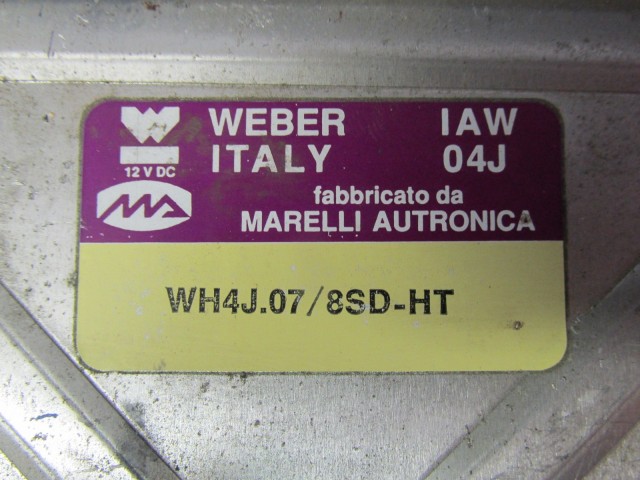 WEBER IAW
ITALY 04J
12 V DC
fabbricato da
MARELLI AUTRONICA
WH4J.07/8SD-HT